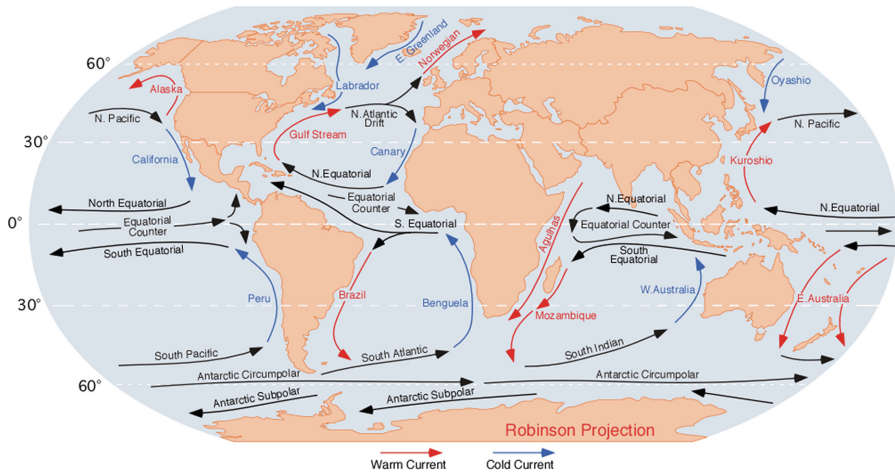 E. Greenland
Norwegian
60°
Labrador
Alaska
Oyashio
N. Pacific
N.Atlantic
Drift
N. Pacific
Gulf Stream
30°
California
Canary
Kuroshio
N.Equatorial
North Equatorial
Equatorial
Counter
N.Equatorial
N.Equatorial
0°
Equatorial
Counter
S. Equatorial
Equatorial Counter
South Equatorial
Agulhas
South
Equatorial
Peru
Brazil
Benguela
W.Australia
E.Australia
30°
Mozambique
South Pacific
South Atlantic
South Indian
Antarctic Circumpolar
Antarctic Circumpolar
60°
Antarctic Subpolar
Antarctic Subpolar
Robinson Projection
Warm Current
Cold Current